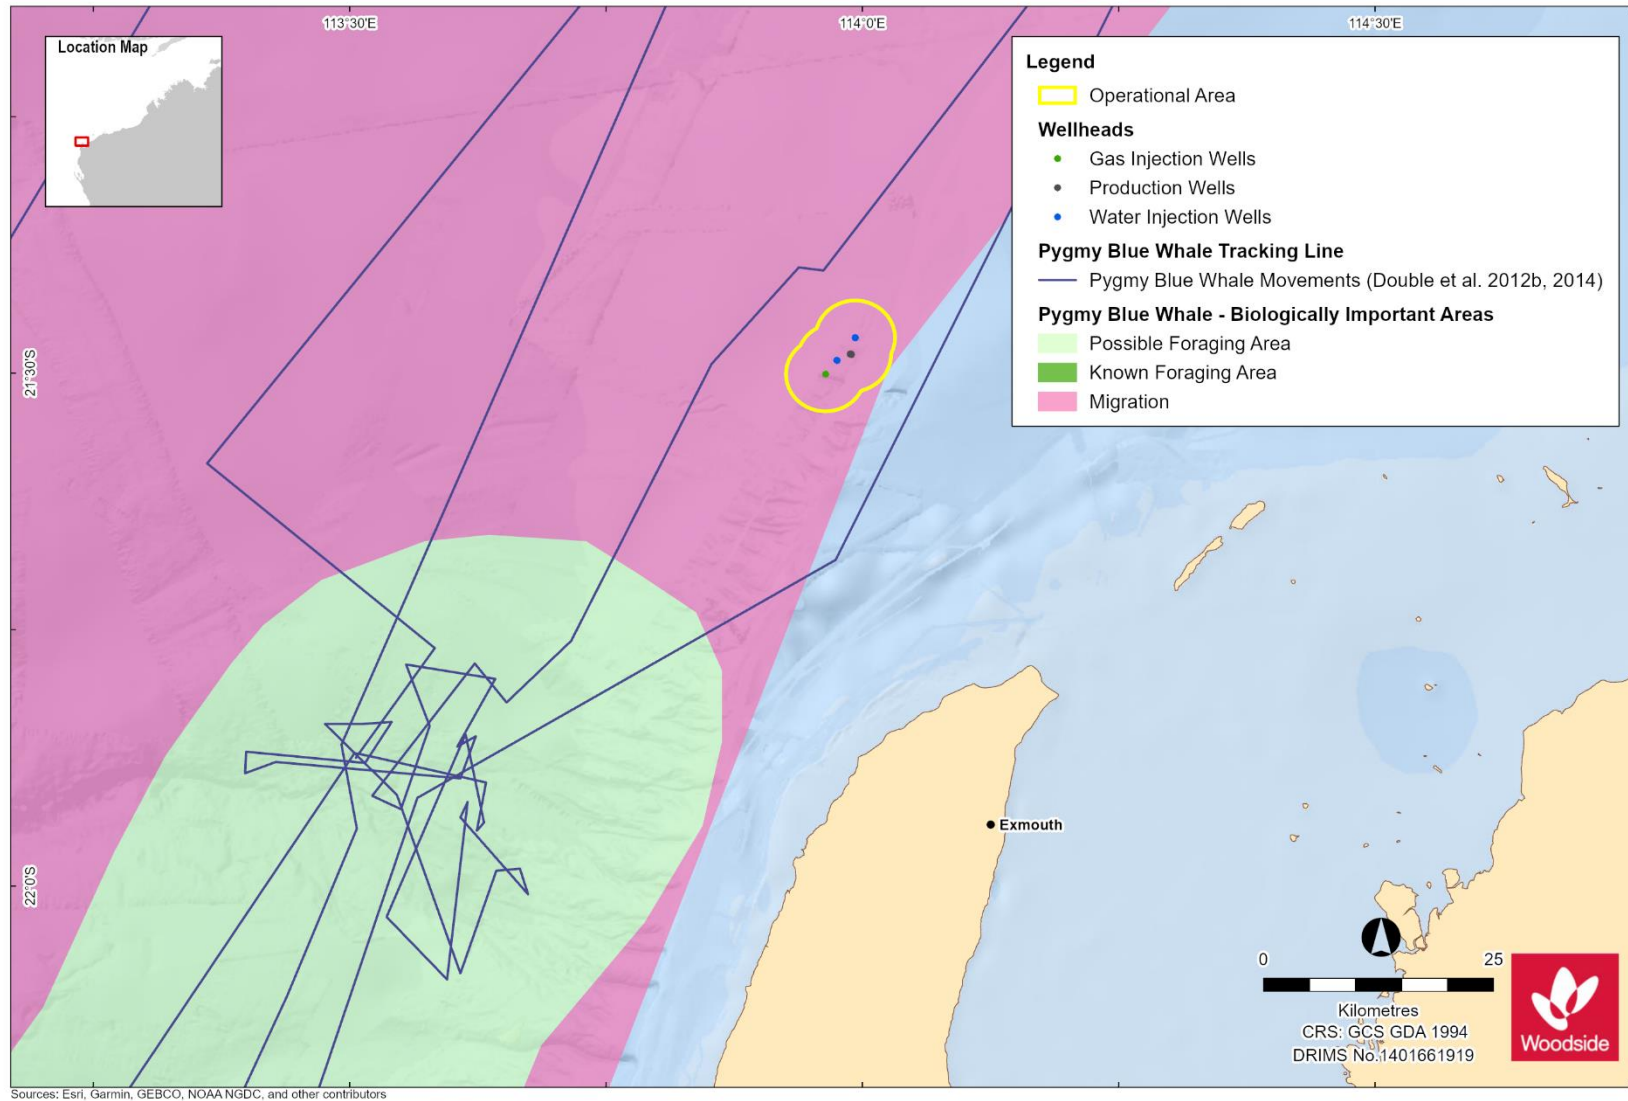 113°30'E
114°0'E
114°30'E
Location Map
Legend
Operational Area
Wellheads
Gas Injection Wells
Production Wells
Water Injection Wells
Pygmy Blue Whale Tracking Line
Pygmy Blue Whale Movements (Double et al. 2012b, 2014)
Pygmy Blue Whale - Biologically Important Areas
Possible Foraging Area
Known Foraging Area
Migration
21°30'S
22°0'S
Exmouth
0
25
Kilometres
CRS: GCS GDA 1994
DRIMS No.1401661919
Woodside
Sources: Esri, Garmin, GEBCO, NOAA NGDC, and other contributors